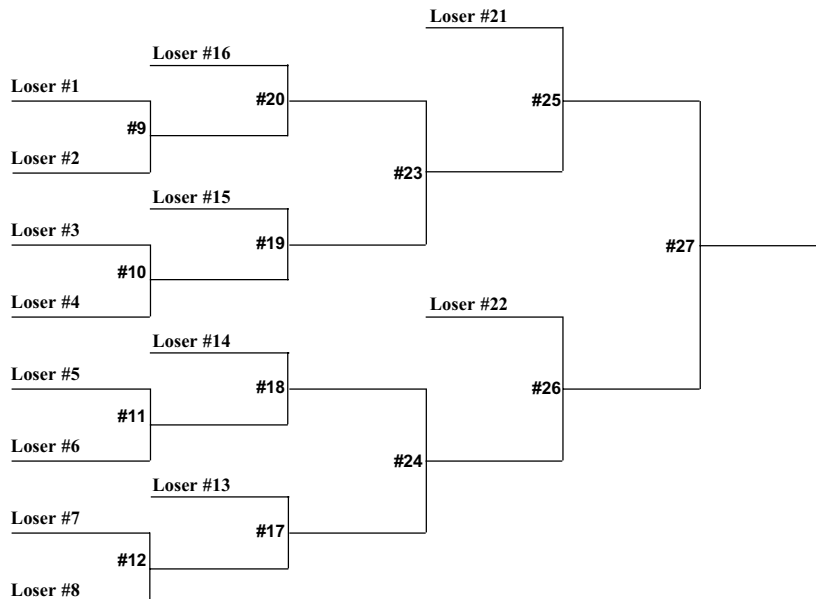 Loser #21
Loser #16
Loser #1
#20
#25
#9
Loser #2
#23
Loser #15
Loser #3
#19
#27
#10
Loser #4
Loser #22
Loser #14
Loser #5
#18
#26
#11
Loser #6
#24
Loser #13
Loser #7
#17
#12
Loser #8